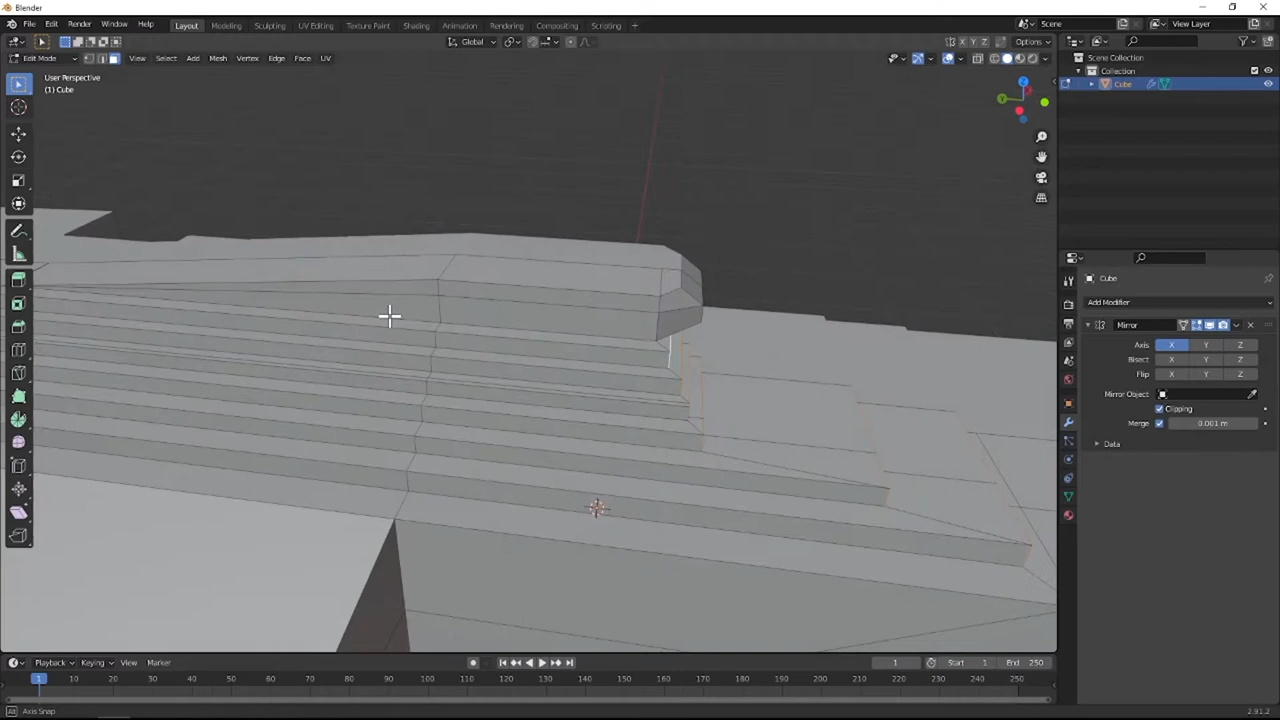 Blender
File Edit Render Window Help
Layout Modeling Sculpting UV Editing Texture Paint Shading Animation Rendering Compositing Scripting +
Scene View Layer
Global X Y Z Options
Edit Mode View Select Add Mesh Vertex Edge Face UV
User Perspective
(1) Cube
Scene Collection
Collection
Cube
Z
Y
Cube
Add Modifier
Mirror
Axis X Y Z
Bisect X Y Z
Flip X Y Z
Mirror Object
Clipping
Merge 0.001 m
Data
Playback Keying View Marker 1 Start 1 End 250
1 10 20 30 40 50 60 70 80 90 100 110 120 130 140 150 160 170 180 190 200 210 220 230 240 250
Axis Snap 2.91.2